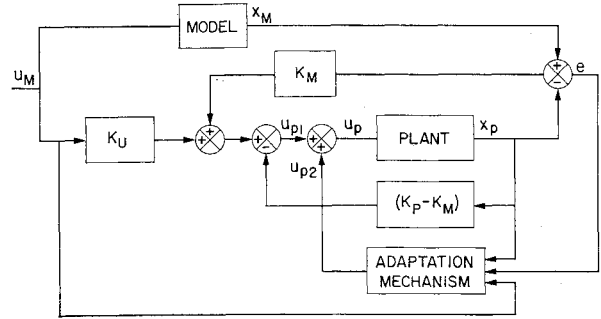 MODEL
x_M
u_M
K_M
+
−
e
K_U
+
+
+
−
u_p1
+
+
u_p
PLANT
x_p
u_p2
(K_P−K_M)
ADAPTATION
MECHANISM